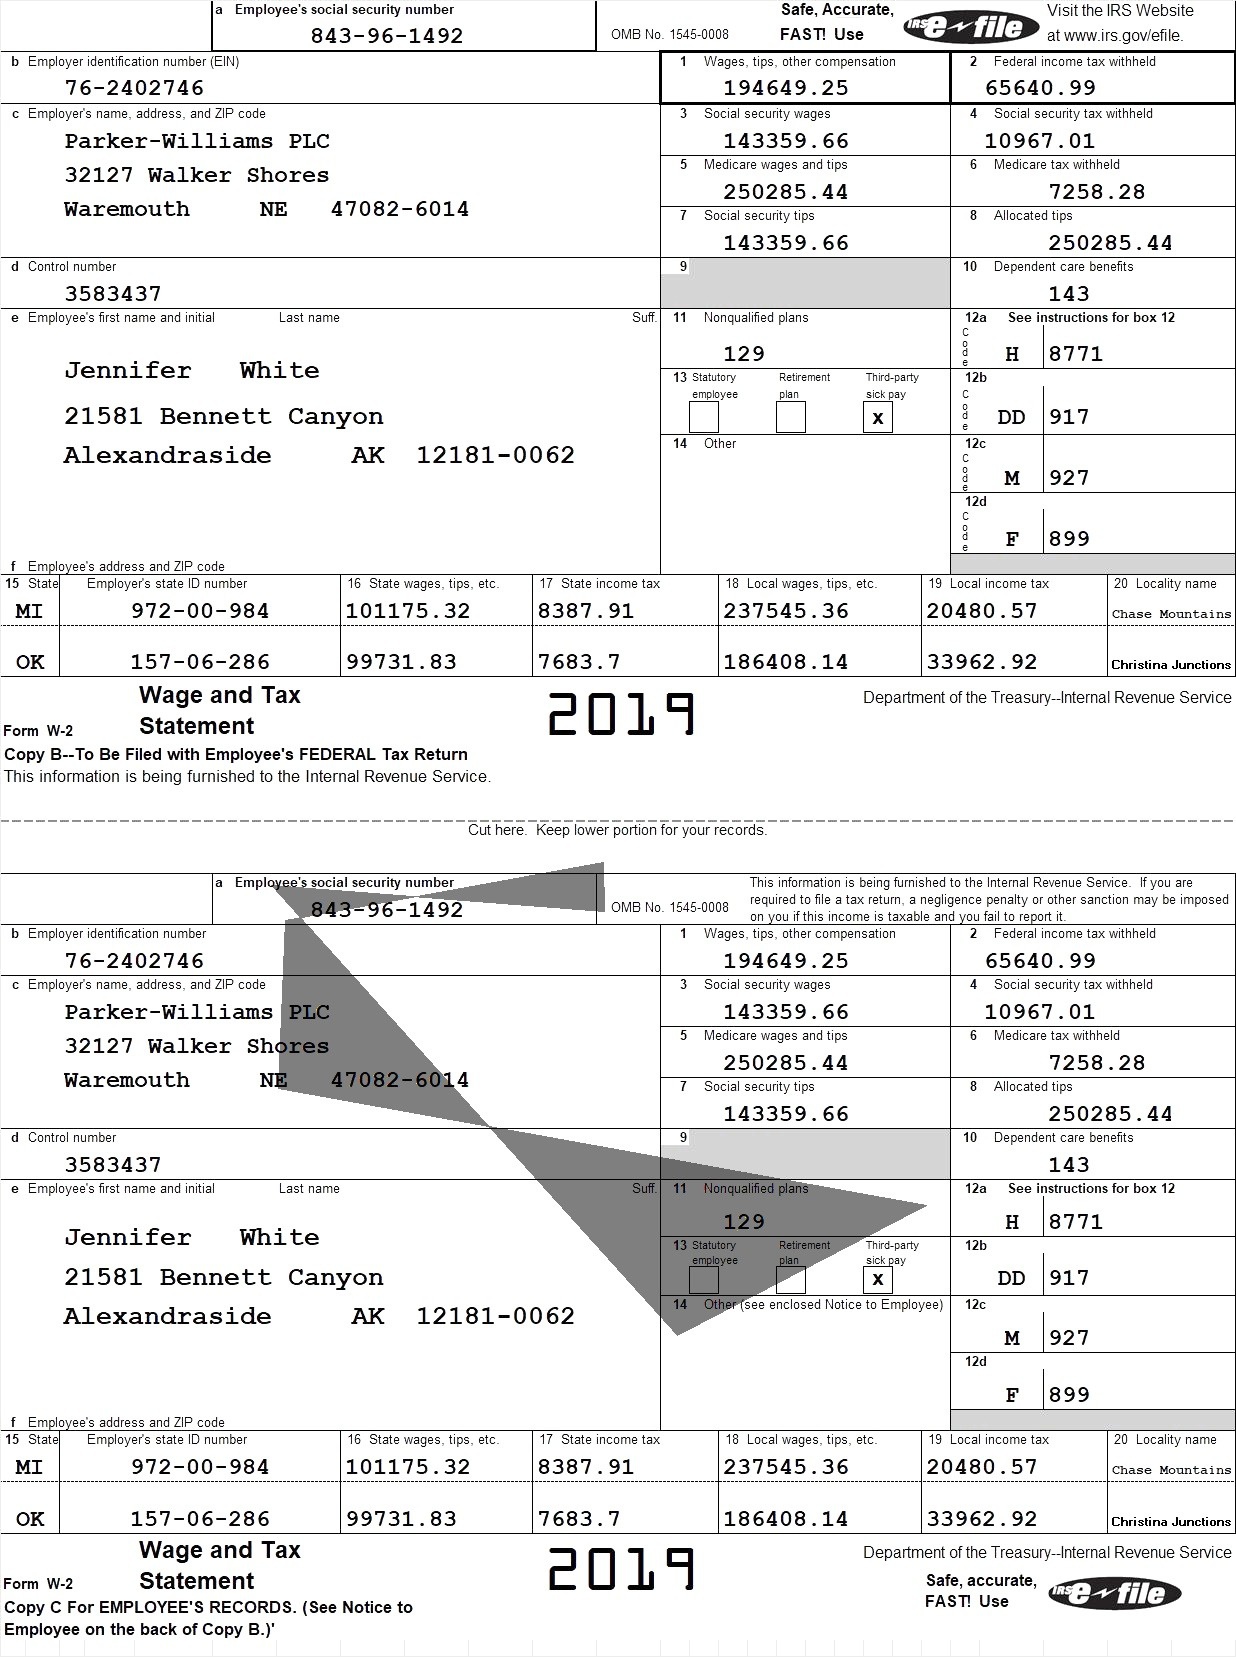 a Employee's social security number
843-96-1492
OMB No. 1545-0008
Safe, Accurate,
FAST! Use
IRS e-file
Visit the IRS Website
at www.irs.gov/efile.
b Employer identification number (EIN)
76-2402746
1 Wages, tips, other compensation
194649.25
2 Federal income tax withheld
65640.99
c Employer's name, address, and ZIP code
Parker-Williams PLC
32127 Walker Shores
Waremouth NE 47082-6014
3 Social security wages
143359.66
4 Social security tax withheld
10967.01
5 Medicare wages and tips
250285.44
6 Medicare tax withheld
7258.28
7 Social security tips
143359.66
8 Allocated tips
250285.44
d Control number
3583437
9
10 Dependent care benefits
143
e Employee's first name and initial Last name Suff.
Jennifer White
21581 Bennett Canyon
Alexandraside AK 12181-0062
f Employee's address and ZIP code
11 Nonqualified plans
129
12a See instructions for box 12
Code H 8771
13 Statutory employee Retirement plan Third-party sick pay
x
12b
Code DD 917
14 Other
12c
Code M 927
12d
Code F 899
15 State Employer's state ID number 16 State wages, tips, etc. 17 State income tax 18 Local wages, tips, etc. 19 Local income tax 20 Locality name
MI 972-00-984 101175.32 8387.91 237545.36 20480.57 Chase Mountains
OK 157-06-286 99731.83 7683.7 186408.14 33962.92 Christina Junctions
Form W-2
Wage and Tax
Statement
2019
Department of the Treasury--Internal Revenue Service
Copy B--To Be Filed with Employee's FEDERAL Tax Return
This information is being furnished to the Internal Revenue Service.
Cut here. Keep lower portion for your records.
a Employee's social security number
843-96-1492
OMB No. 1545-0008
This information is being furnished to the Internal Revenue Service. If you are
required to file a tax return, a negligence penalty or other sanction may be imposed
on you if this income is taxable and you fail to report it.
b Employer identification number
76-2402746
1 Wages, tips, other compensation
194649.25
2 Federal income tax withheld
65640.99
c Employer's name, address, and ZIP code
Parker-Williams PLC
32127 Walker Shores
Waremouth NE 47082-6014
3 Social security wages
143359.66
4 Social security tax withheld
10967.01
5 Medicare wages and tips
250285.44
6 Medicare tax withheld
7258.28
7 Social security tips
143359.66
8 Allocated tips
250285.44
d Control number
3583437
9
10 Dependent care benefits
143
e Employee's first name and initial Last name Suff.
Jennifer White
21581 Bennett Canyon
Alexandraside AK 12181-0062
f Employee's address and ZIP code
11 Nonqualified plans
129
12a See instructions for box 12
H 8771
13 Statutory employee Retirement plan Third-party sick pay
x
12b
DD 917
14 Other (see enclosed Notice to Employee)
12c
M 927
12d
F 899
15 State Employer's state ID number 16 State wages, tips, etc. 17 State income tax 18 Local wages, tips, etc. 19 Local income tax 20 Locality name
MI 972-00-984 101175.32 8387.91 237545.36 20480.57 Chase Mountains
OK 157-06-286 99731.83 7683.7 186408.14 33962.92 Christina Junctions
Form W-2
Wage and Tax
Statement
2019
Department of the Treasury--Internal Revenue Service
Safe, accurate,
FAST! Use
IRS e-file
Copy C For EMPLOYEE'S RECORDS. (See Notice to
Employee on the back of Copy B.)'